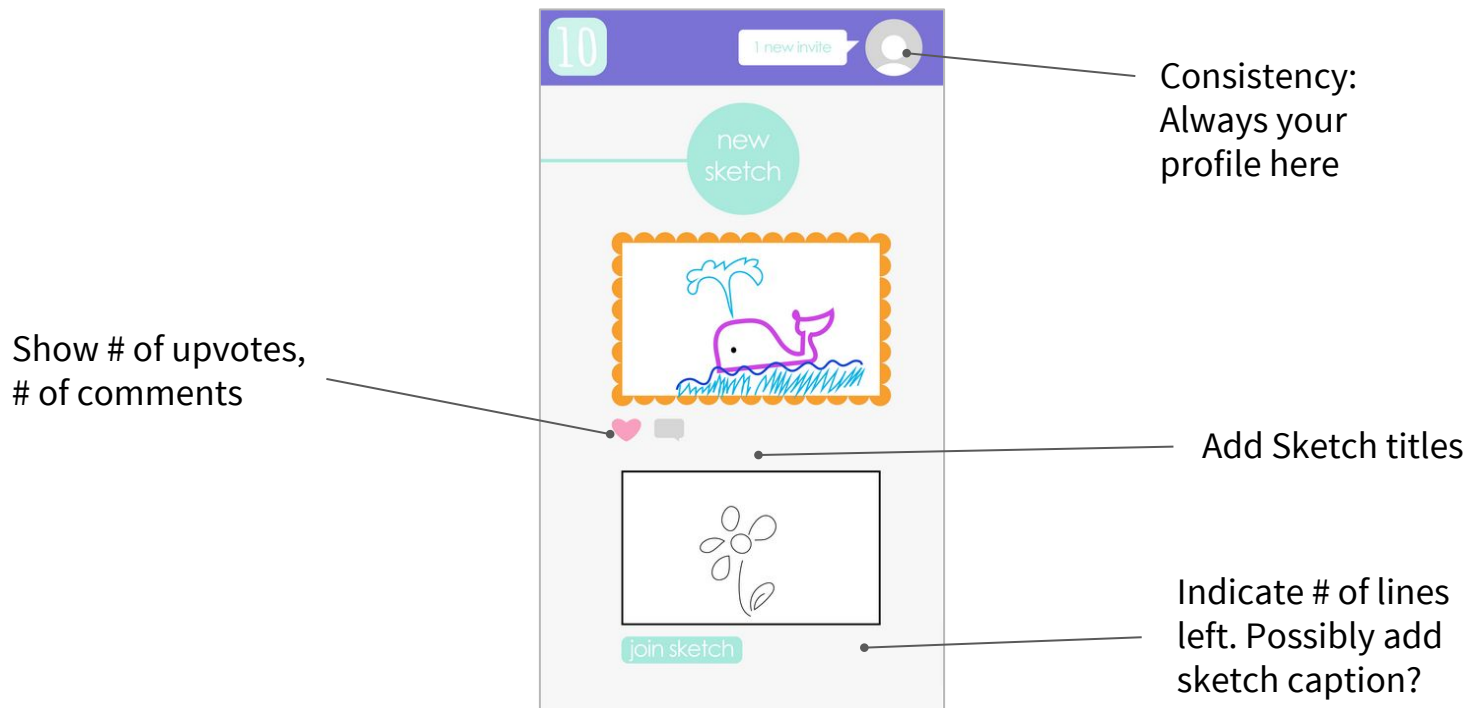 10
1 new invite
Consistency:
Always your
profile here
new
sketch
Show # of upvotes,
# of comments
Add Sketch titles
Indicate # of lines
left. Possibly add
sketch caption?
join sketch